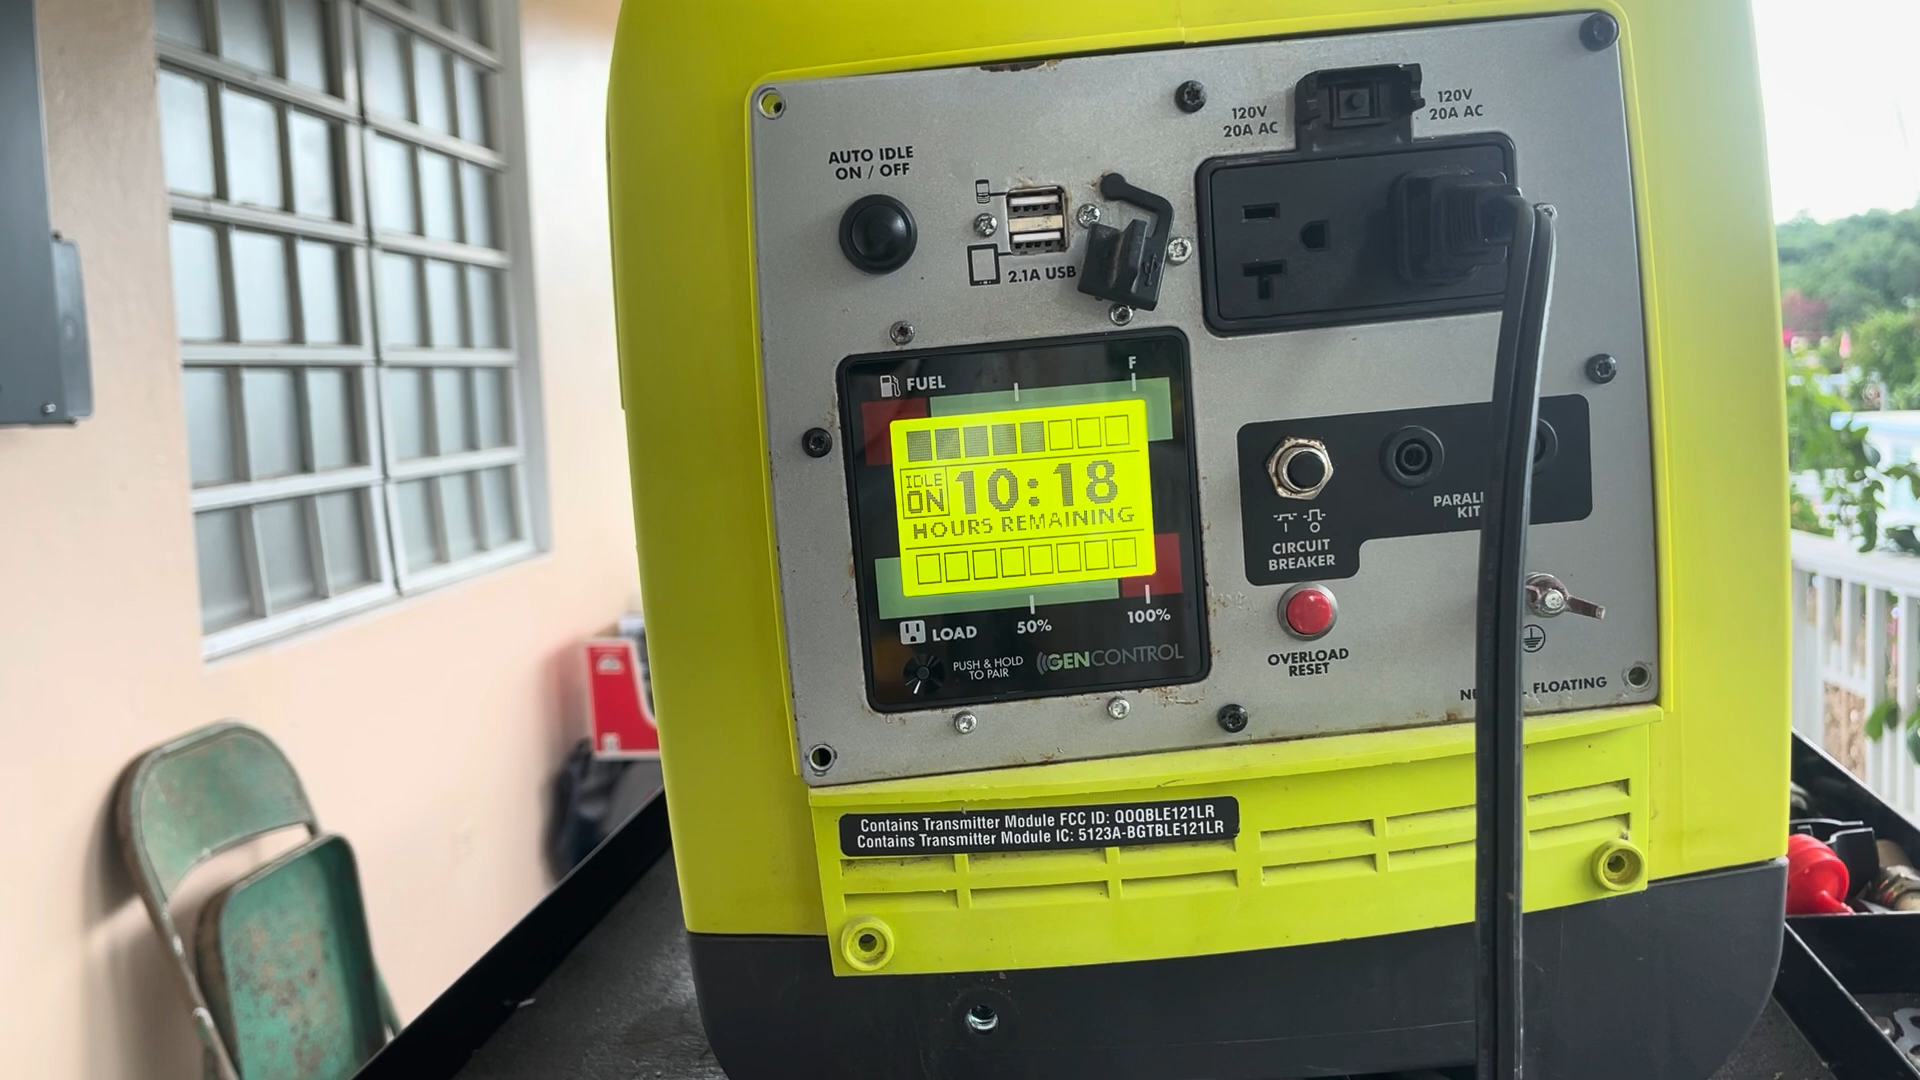 AUTO IDLE
ON / OFF
2.1A USB
120V
20A AC
120V
20A AC
FUEL
F
IDLE
ON
10:18
HOURS REMAINING
LOAD
50%
100%
PUSH & HOLD
TO PAIR
GENCONTROL
CIRCUIT
BREAKER
KIT
OVERLOAD
RESET
FLOATING
Contains Transmitter Module FCC ID: QOQBLE121LR
Contains Transmitter Module IC: 5123A-BGTBLE121LR